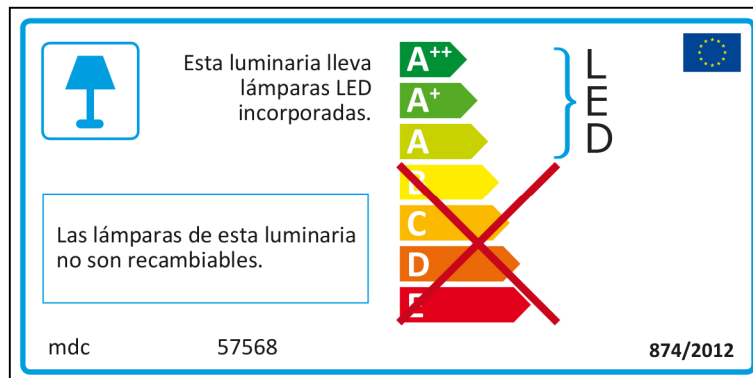 Esta luminaria lleva
lámparas LED
incorporadas.
A++
A+
A
B
C
D
E
L
E
D
Las lámparas de esta luminaria
no son recambiables.
mdc 57568
874/2012